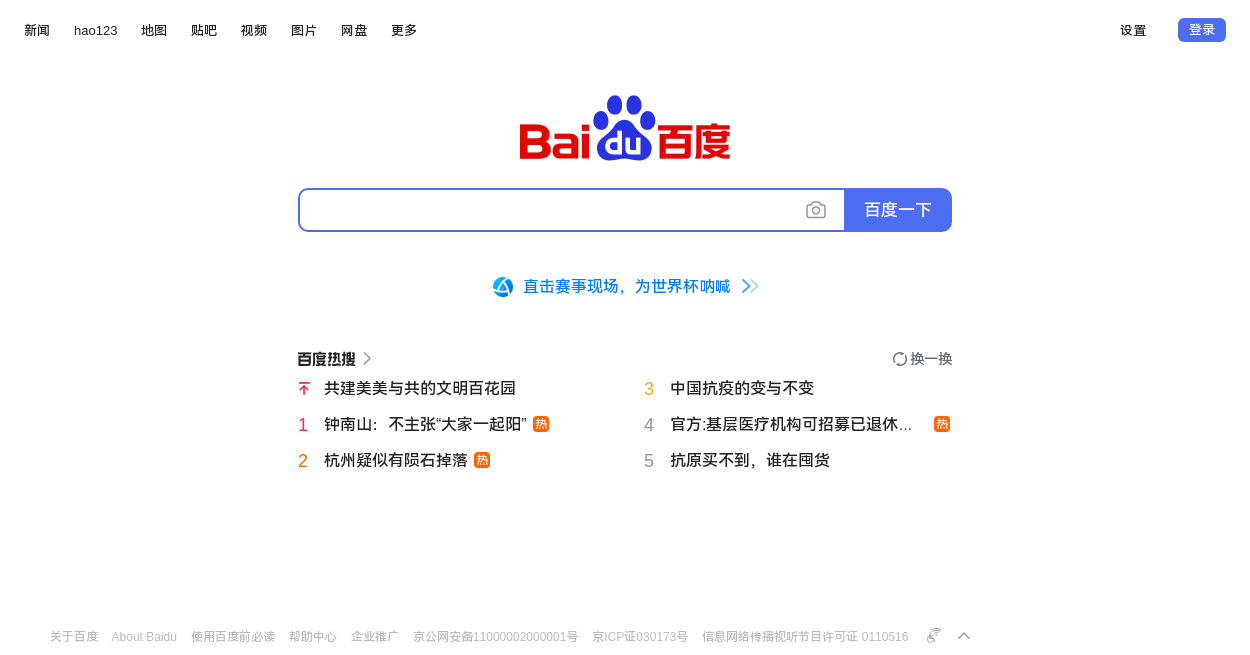 新闻 hao123 地图 贴吧 视频 图片 网盘 更多 设置 登录
Bai du 百度
百度一下
直击赛事现场，为世界杯呐喊
百度热搜 换一换
共建美美与共的文明百花园 3 中国抗疫的变与不变
1 钟南山：不主张“大家一起阳” 热 4 官方:基层医疗机构可招募已退休... 热
2 杭州疑似有陨石掉落 热 5 抗原买不到，谁在囤货
关于百度 About Baidu 使用百度前必读 帮助中心 企业推广 京公网安备11000002000001号 京ICP证030173号 信息网络传播视听节目许可证 0110516